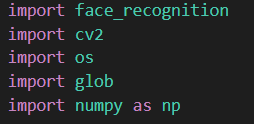 import face_recognition
import cv2
import os
import glob
import numpy as np